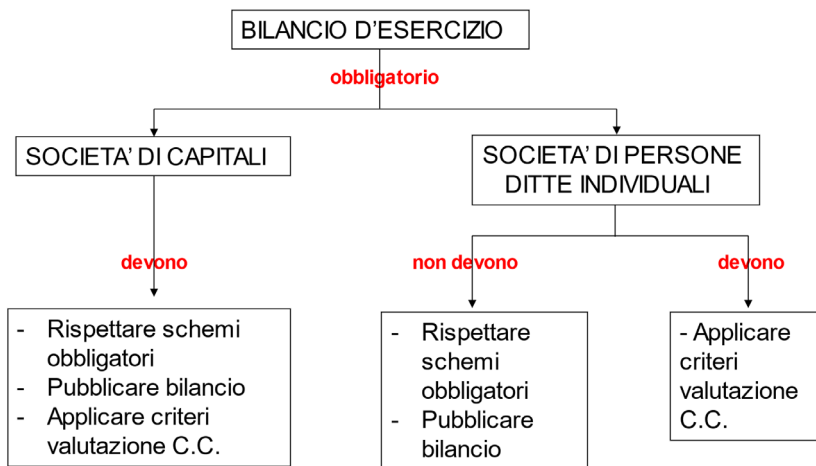 BILANCIO D'ESERCIZIO
obbligatorio
SOCIETA' DI CAPITALI
SOCIETA' DI PERSONE
DITTE INDIVIDUALI
devono
non devono
devono
- Rispettare schemi
obbligatori
- Pubblicare bilancio
- Applicare criteri
valutazione C.C.
- Rispettare
schemi
obbligatori
- Pubblicare
bilancio
- Applicare
criteri
valutazione
C.C.